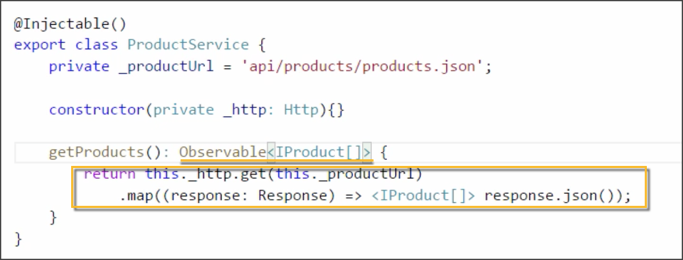 @Injectable()
export class ProductService {
private _productUrl = 'api/products/products.json';
constructor(private _http: Http){}
getProducts(): Observable<IProduct[]> {
return this._http.get(this._productUrl)
.map((response: Response) => <IProduct[]> response.json());
}
}